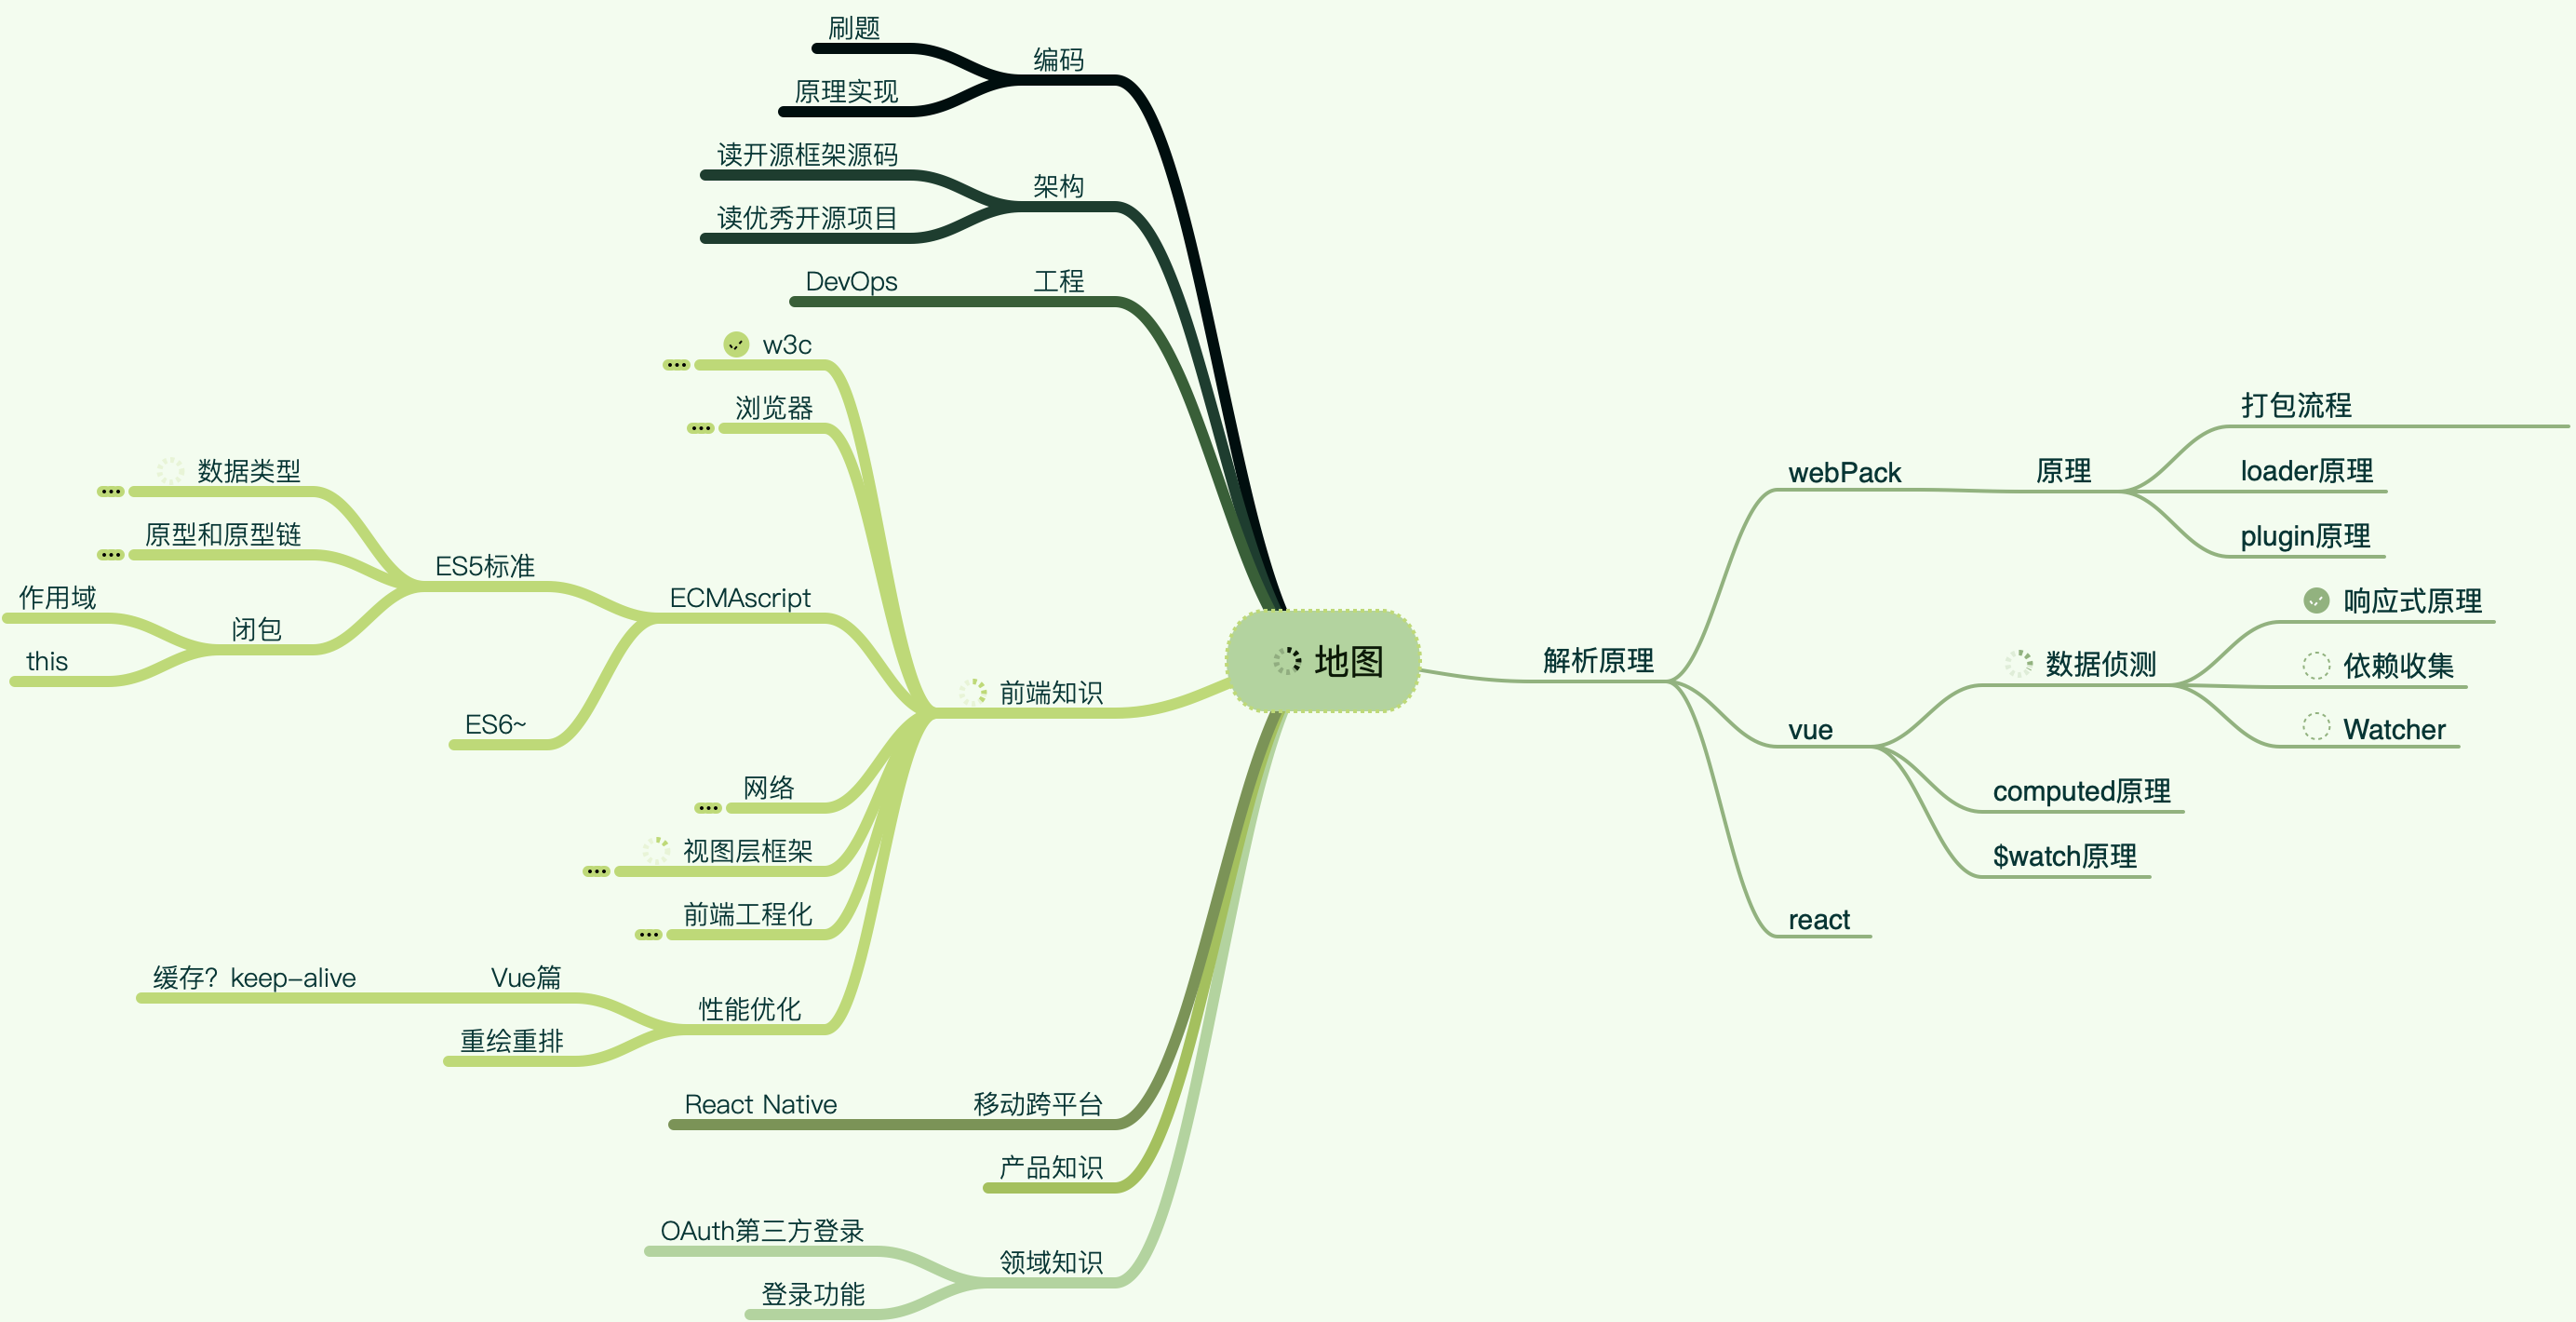 刷题
编码
原理实现
读开源框架源码
架构
读优秀开源项目
DevOps
工程
w3c
浏览器
数据类型
原型和原型链
ES5标准
作用域
闭包
this
ECMAscript
ES6~
前端知识
网络
视图层框架
前端工程化
缓存？keep-alive
Vue篇
性能优化
重绘重排
React Native
移动跨平台
产品知识
OAuth第三方登录
领域知识
登录功能
地图
解析原理
webPack
原理
打包流程
loader原理
plugin原理
vue
数据侦测
响应式原理
依赖收集
Watcher
computed原理
$watch原理
react